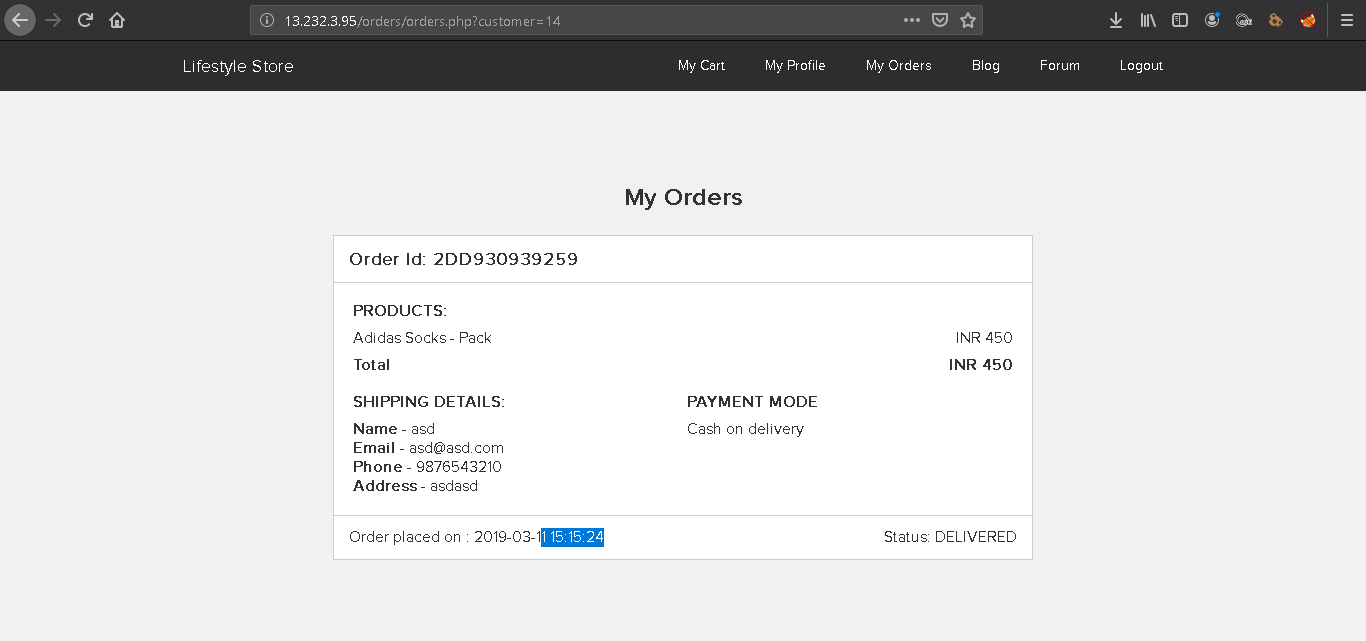 13.232.3.95/orders/orders.php?customer=14
Lifestyle Store My Cart My Profile My Orders Blog Forum Logout
My Orders
Order Id: 2DD930939259
PRODUCTS:
Adidas Socks - Pack INR 450
Total INR 450
SHIPPING DETAILS: PAYMENT MODE
Name - asd Cash on delivery
Email - asd@asd.com
Phone - 9876543210
Address - asdasd
Order placed on : 2019-03-11 15:15:24 Status: DELIVERED